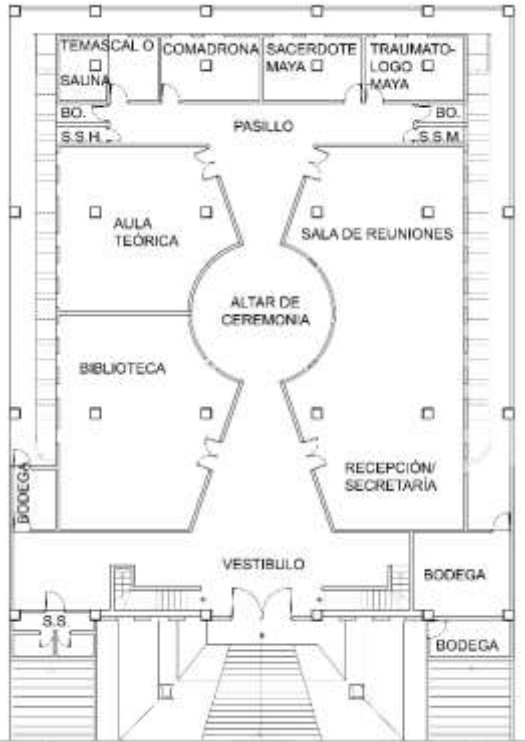 TEMASCAL O
SAUNA
COMADRONA
SACERDOTE
MAYA
TRAUMATO-
LOGO
MAYA
BO.
BO.
S.S.H.
PASILLO
S.S.M.
AULA
TEÓRICA
SALA DE REUNIONES
ALTAR DE
CEREMONIA
BIBLIOTECA
RECEPCIÓN/
SECRETARÍA
BODEGA
VESTIBULO
BODEGA
S.S.
BODEGA